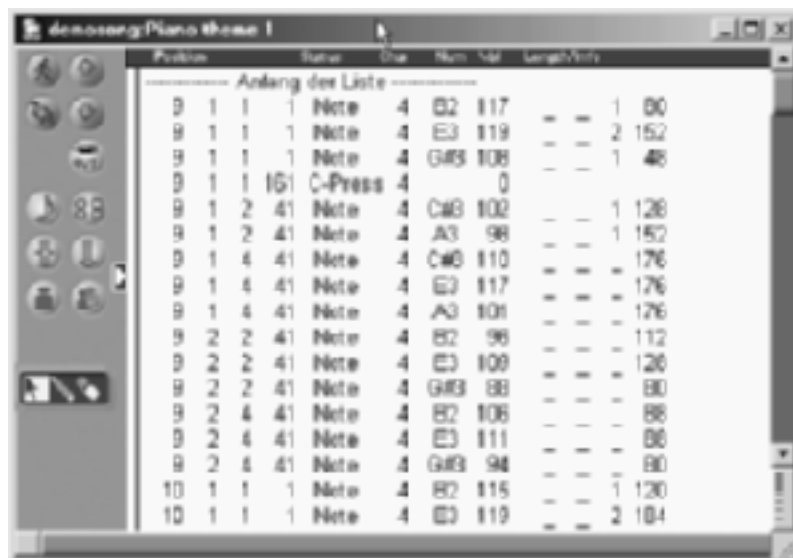 demosong:Piano theme 1
Position Status Cha Num Val Length/Info
------------ Anfang der Liste ------------
9 1 1 1 Note 4 B2 117 _ _ 1 80
9 1 1 1 Note 4 E3 119 _ _ 2 152
9 1 1 1 Note 4 G#3 108 _ _ 1 48
9 1 1 161 C-Press 4 0
9 1 2 41 Note 4 C#3 102 _ _ 1 128
9 1 2 41 Note 4 A3 98 _ _ 1 152
9 1 4 41 Note 4 C#3 110 _ _ _ 176
9 1 4 41 Note 4 E3 117 _ _ _ 176
9 1 4 41 Note 4 A3 101 _ _ _ 176
9 2 2 41 Note 4 B2 96 _ _ _ 112
9 2 2 41 Note 4 E3 109 _ _ _ 128
9 2 2 41 Note 4 G#3 88 _ _ _ 80
9 2 4 41 Note 4 B2 106 _ _ _ 88
9 2 4 41 Note 4 E3 111 _ _ _ 88
9 2 4 41 Note 4 G#3 94 _ _ _ 80
10 1 1 1 Note 4 B2 115 _ _ 1 120
10 1 1 1 Note 4 E3 119 _ _ 2 184